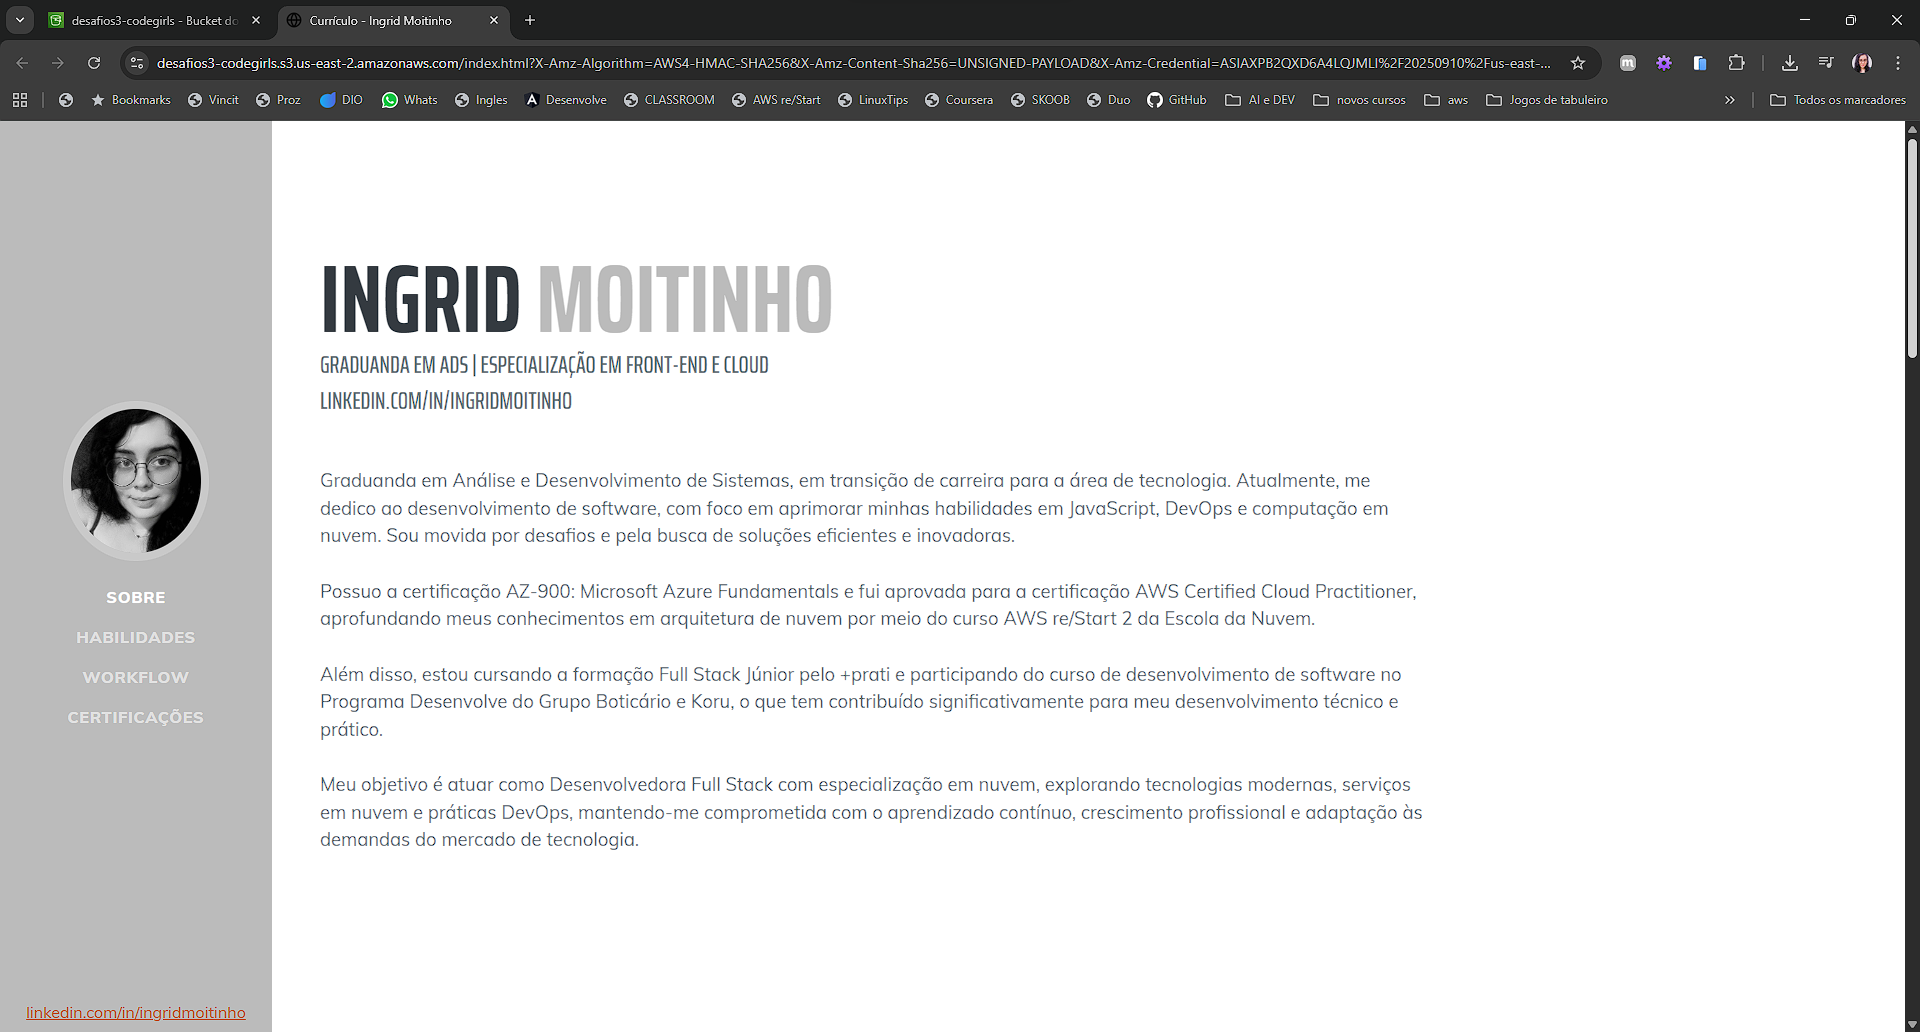 desafios3-codegirls - Bucket do
Currículo - Ingrid Moitinho
desafios3-codegirls.s3.us-east-2.amazonaws.com/index.html?X-Amz-Algorithm=AWS4-HMAC-SHA256&X-Amz-Content-Sha256=UNSIGNED-PAYLOAD&X-Amz-Credential=ASIAXPB2QXD6A4LQJMLI%2F20250910%2Fus-east-...
Bookmarks Vincit Proz DIO Whats Ingles Desenvolve CLASSROOM AWS re/Start LinuxTips Coursera SKOOB Duo GitHub AI e DEV novos cursos aws Jogos de tabuleiro Todos os marcadores
SOBRE
HABILIDADES
WORKFLOW
CERTIFICAÇÕES
linkedin.com/in/ingridmoitinho
INGRID MOITINHO
GRADUANDA EM ADS | ESPECIALIZAÇÃO EM FRONT-END E CLOUD
LINKEDIN.COM/IN/INGRIDMOITINHO
Graduanda em Análise e Desenvolvimento de Sistemas, em transição de carreira para a área de tecnologia. Atualmente, me
dedico ao desenvolvimento de software, com foco em aprimorar minhas habilidades em JavaScript, DevOps e computação em
nuvem. Sou movida por desafios e pela busca de soluções eficientes e inovadoras.
Possuo a certificação AZ-900: Microsoft Azure Fundamentals e fui aprovada para a certificação AWS Certified Cloud Practitioner,
aprofundando meus conhecimentos em arquitetura de nuvem por meio do curso AWS re/Start 2 da Escola da Nuvem.
Além disso, estou cursando a formação Full Stack Júnior pelo +prati e participando do curso de desenvolvimento de software no
Programa Desenvolve do Grupo Boticário e Koru, o que tem contribuído significativamente para meu desenvolvimento técnico e
prático.
Meu objetivo é atuar como Desenvolvedora Full Stack com especialização em nuvem, explorando tecnologias modernas, serviços
em nuvem e práticas DevOps, mantendo-me comprometida com o aprendizado contínuo, crescimento profissional e adaptação às
demandas do mercado de tecnologia.